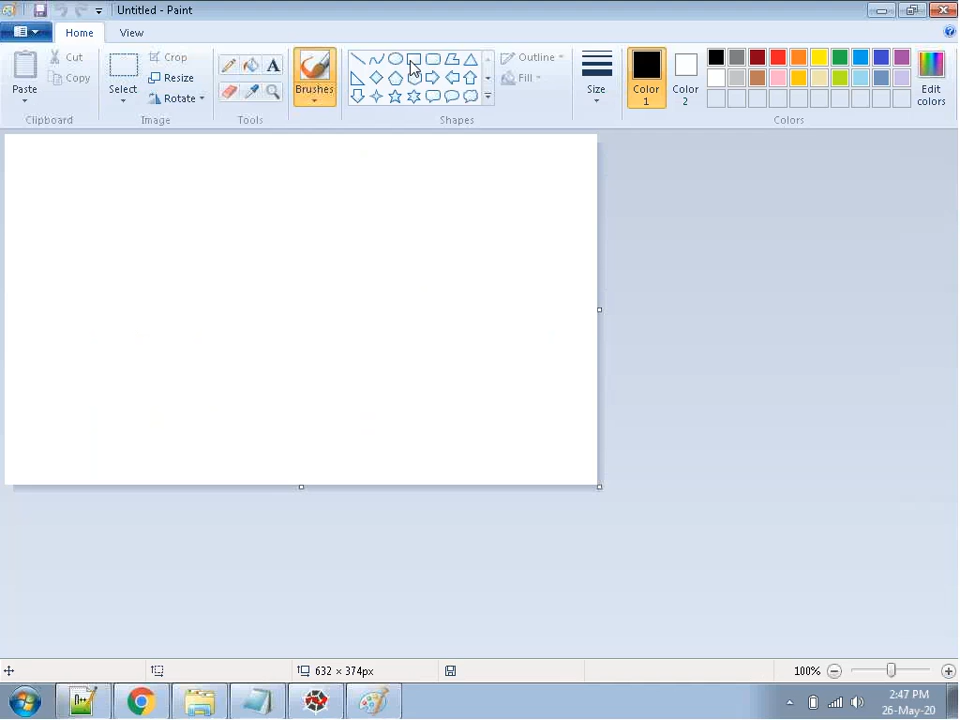 Untitled - Paint
Home View
Paste
Cut
Copy
Clipboard
Select
Crop
Resize
Rotate
Image
A
Tools
Brushes
Outline
Fill
Shapes
Size
Color
1
Color
2
Edit
colors
Colors
632 × 374px
100%
N++
2:47 PM
26-May-20